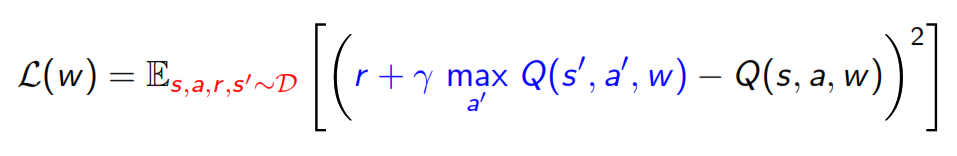 ℒ(w) = 𝔼_{s,a,r,s′∼𝒟} [ ( r + γ max_{a′} Q(s′, a′, w) − Q(s, a, w) )² ]